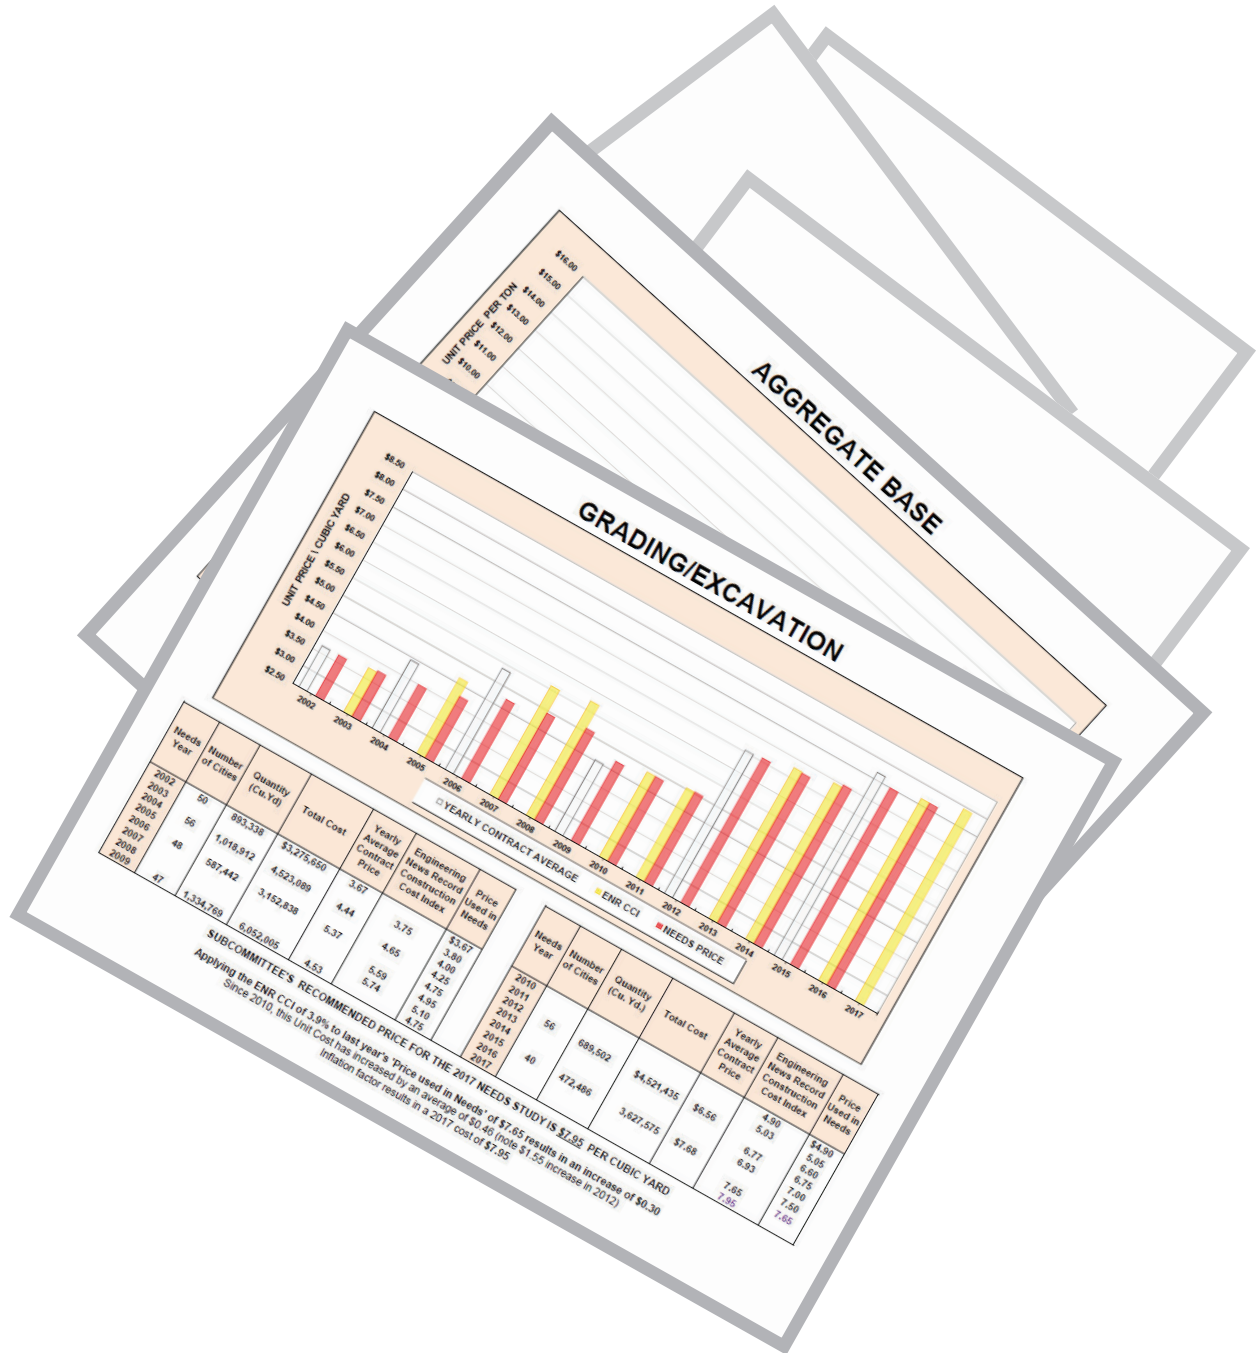 AGGREGATE BASE
UNIT PRICE PER TON
$16.00
$15.00
$14.00
$13.00
$12.00
$11.00
$10.00
GRADING/EXCAVATION
UNIT PRICE \ CUBIC YARD
$8.50
$8.00
$7.50
$7.00
$6.50
$6.00
$5.50
$5.00
$4.50
$4.00
$3.50
$3.00
$2.50
2002 2003 2004 2005 2006 2007 2008 2009 2010 2011 2012 2013 2014 2015 2016 2017
YEARLY CONTRACT AVERAGE ENR CCI NEEDS PRICE
Needs Year Number of Cities Quantity (Cu.Yd) Total Cost Yearly Average Contract Price Engineering News Record Construction Cost Index Price Used in Needs
2002 50 893,338 $3,275,650 3.67 $3.67
2003 3.75 3.80
2004 56 1,018,912 4,523,089 4.44 4.00
2005 4.65 4.25
2006 48 587,442 3,152,838 5.37 4.75
2007 5.59 4.95
2008 5.74 5.10
2009 47 1,334,769 6,052,005 4.53 4.75
Needs Year Number of Cities Quantity (Cu. Yd.) Total Cost Yearly Average Contract Price Engineering News Record Construction Cost Index Price Used in Needs
2010 4.90 $4.90
2011 5.03 5.05
2012 56 689,502 $4,521,435 $6.56 6.60
2013 6.77 6.75
2014 6.93 7.00
2015 40 472,486 3,627,575 $7.68 7.50
2016 7.65 7.65
2017 7.95
SUBCOMMITTEE'S RECOMMENDED PRICE FOR THE 2017 NEEDS STUDY IS $7.95 PER CUBIC YARD
Applying the ENR CCI of 3.9% to last year's 'Price used in Needs' of $7.65 results in an increase of $0.30
Since 2010, this Unit Cost has increased by an average of $0.46 (note $1.55 increase in 2012)
Inflation factor results in a 2017 cost of $7.95